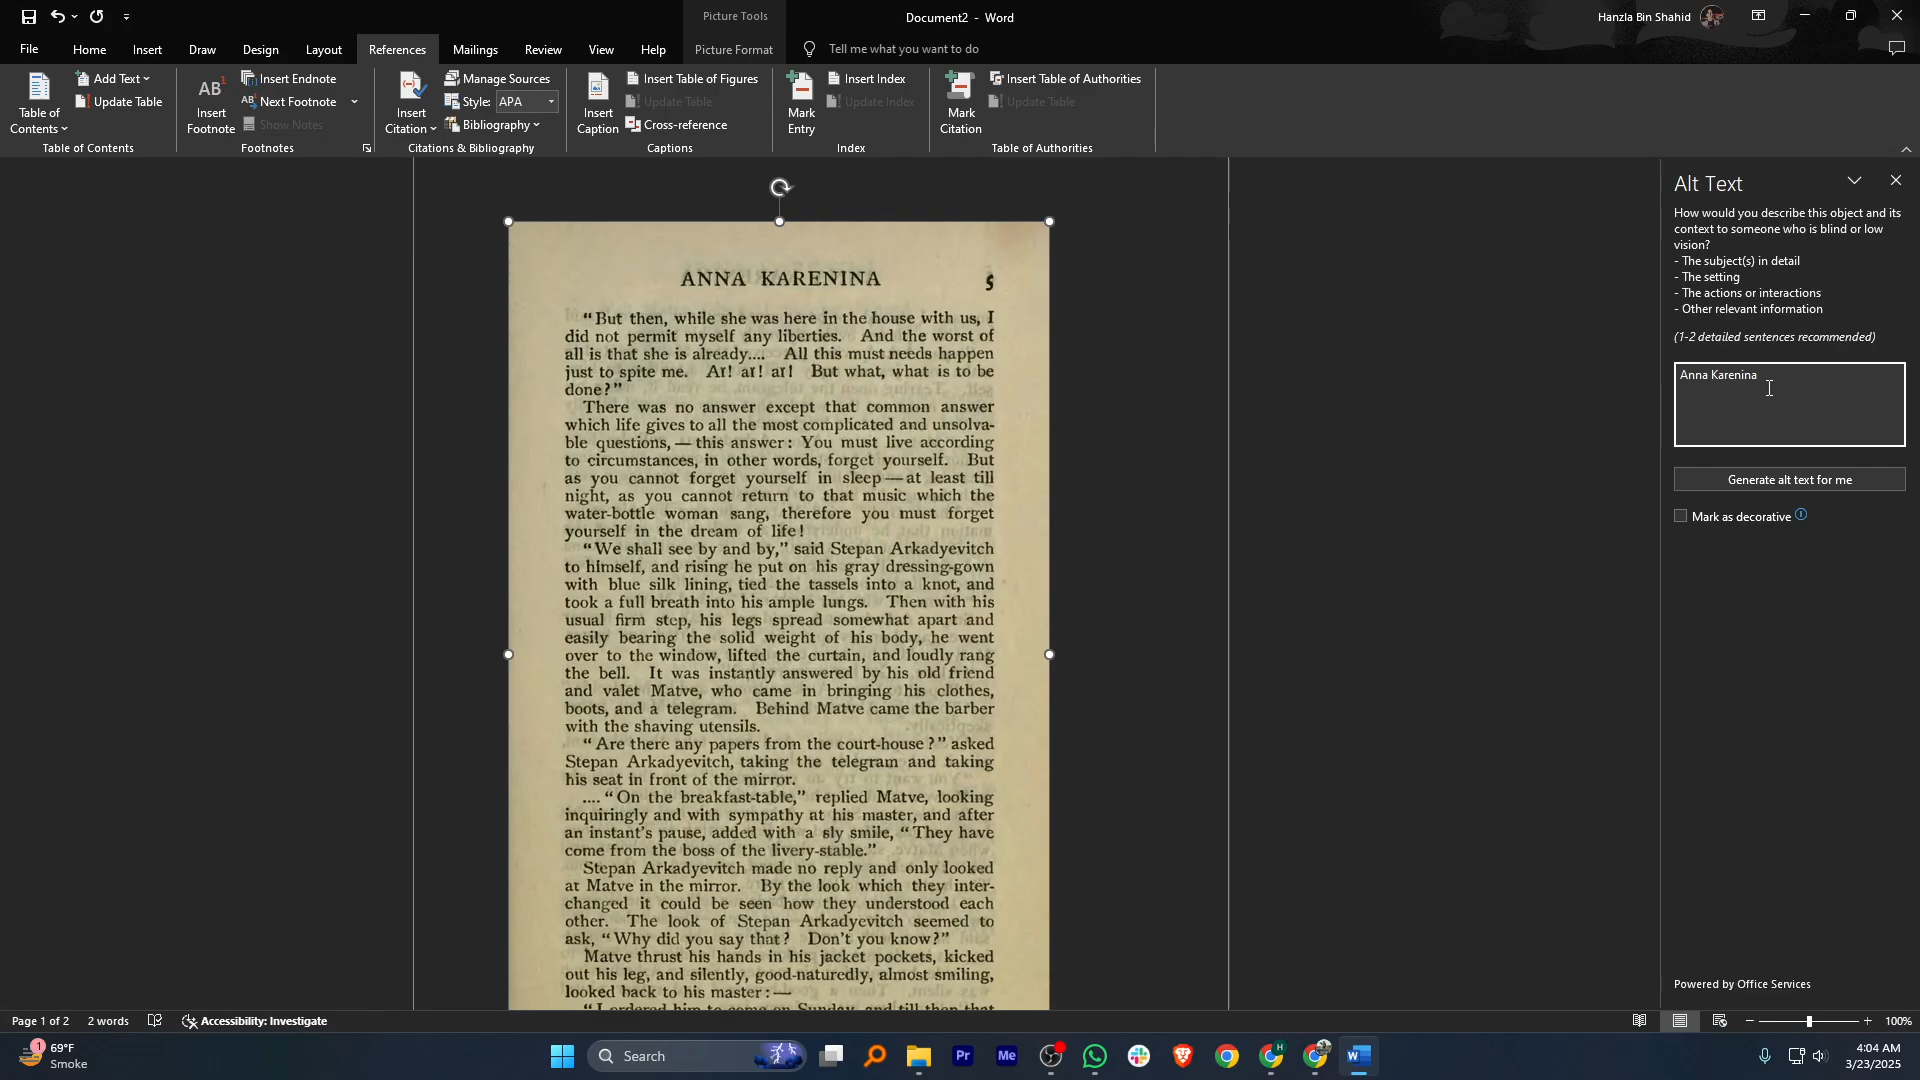 Picture Tools
Document2 - Word
Hanzla Bin Shahid
File Home Insert Draw Design Layout References Mailings Review View Help Picture Format Tell me what you want to do
Table of Contents
Add Text
Update Table
Table of Contents
AB1
Insert Footnote
Insert Endnote
Next Footnote
Show Notes
Footnotes
Insert Citation
Manage Sources
Style: APA
Bibliography
Citations & Bibliography
Insert Caption
Insert Table of Figures
Update Table
Cross-reference
Captions
Mark Entry
Insert Index
Update Index
Index
Mark Citation
Insert Table of Authorities
Update Table
Table of Authorities
ANNA KARENINA 5
“But then, while she was here in the house with us, I
did not permit myself any liberties. And the worst of
all is that she is already.... All this must needs happen
just to spite me. Aï! aï! aï! But what, what is to be
done?”
There was no answer except that common answer
which life gives to all the most complicated and unsolva-
ble questions, — this answer: You must live according
to circumstances, in other words, forget yourself. But
as you cannot forget yourself in sleep — at least till
night, as you cannot return to that music which the
water-bottle woman sang, therefore you must forget
yourself in the dream of life!
“We shall see by and by,” said Stepan Arkadyevitch
to himself, and rising he put on his gray dressing-gown
with blue silk lining, tied the tassels into a knot, and
took a full breath into his ample lungs. Then with his
usual firm step, his legs spread somewhat apart and
easily bearing the solid weight of his body, he went
over to the window, lifted the curtain, and loudly rang
the bell. It was instantly answered by his old friend
and valet Matve, who came in bringing his clothes,
boots, and a telegram. Behind Matve came the barber
with the shaving utensils.
“Are there any papers from the court-house?” asked
Stepan Arkadyevitch, taking the telegram and taking
his seat in front of the mirror.
.... “On the breakfast-table,” replied Matve, looking
inquiringly and with sympathy at his master, and after
an instant's pause, added with a sly smile, “They have
come from the boss of the livery-stable.”
Stepan Arkadyevitch made no reply and only looked
at Matve in the mirror. By the look which they inter-
changed it could be seen how they understood each
other. The look of Stepan Arkadyevitch seemed to
ask, “Why did you say that? Don't you know?”
Matve thrust his hands in his jacket pockets, kicked
out his leg, and silently, good-naturedly, almost smiling,
looked back to his master: —
“I ordered him to come on Sunday, and till then that
Alt Text
How would you describe this object and its
context to someone who is blind or low
vision?
- The subject(s) in detail
- The setting
- The actions or interactions
- Other relevant information
(1-2 detailed sentences recommended)
Anna Karenina
Generate alt text for me
Mark as decorative
Powered by Office Services
Page 1 of 2 2 words Accessibility: Investigate 100%
1
69°F
Smoke
Search
Pr
Me
H
W
4:04 AM
3/23/2025